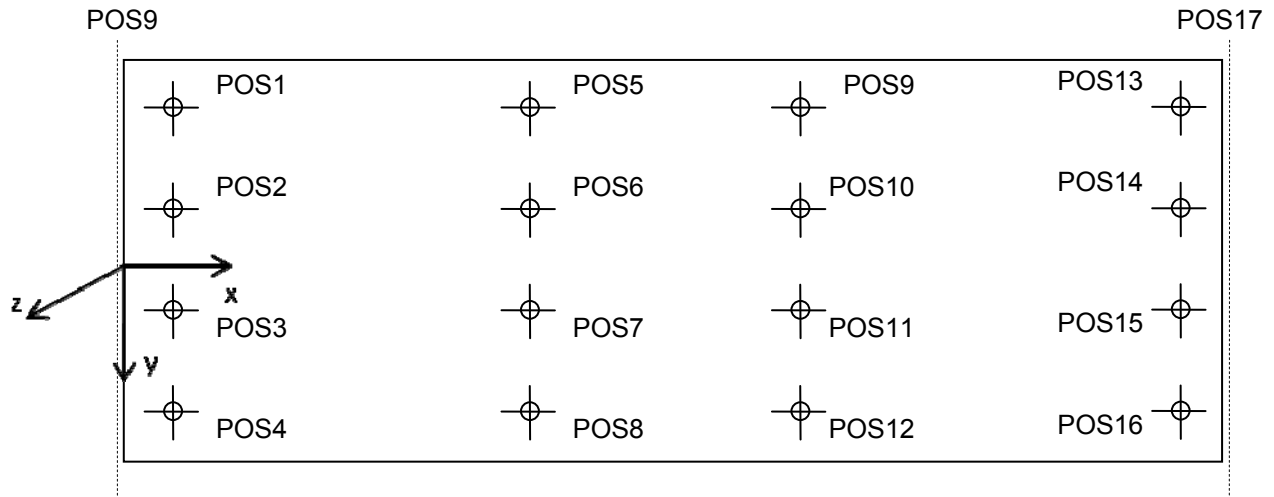 POS9 POS17
POS1 POS5 POS9 POS13
POS2 POS6 POS10 POS14
x
z
POS3 POS7 POS11 POS15
y
POS4 POS8 POS12 POS16